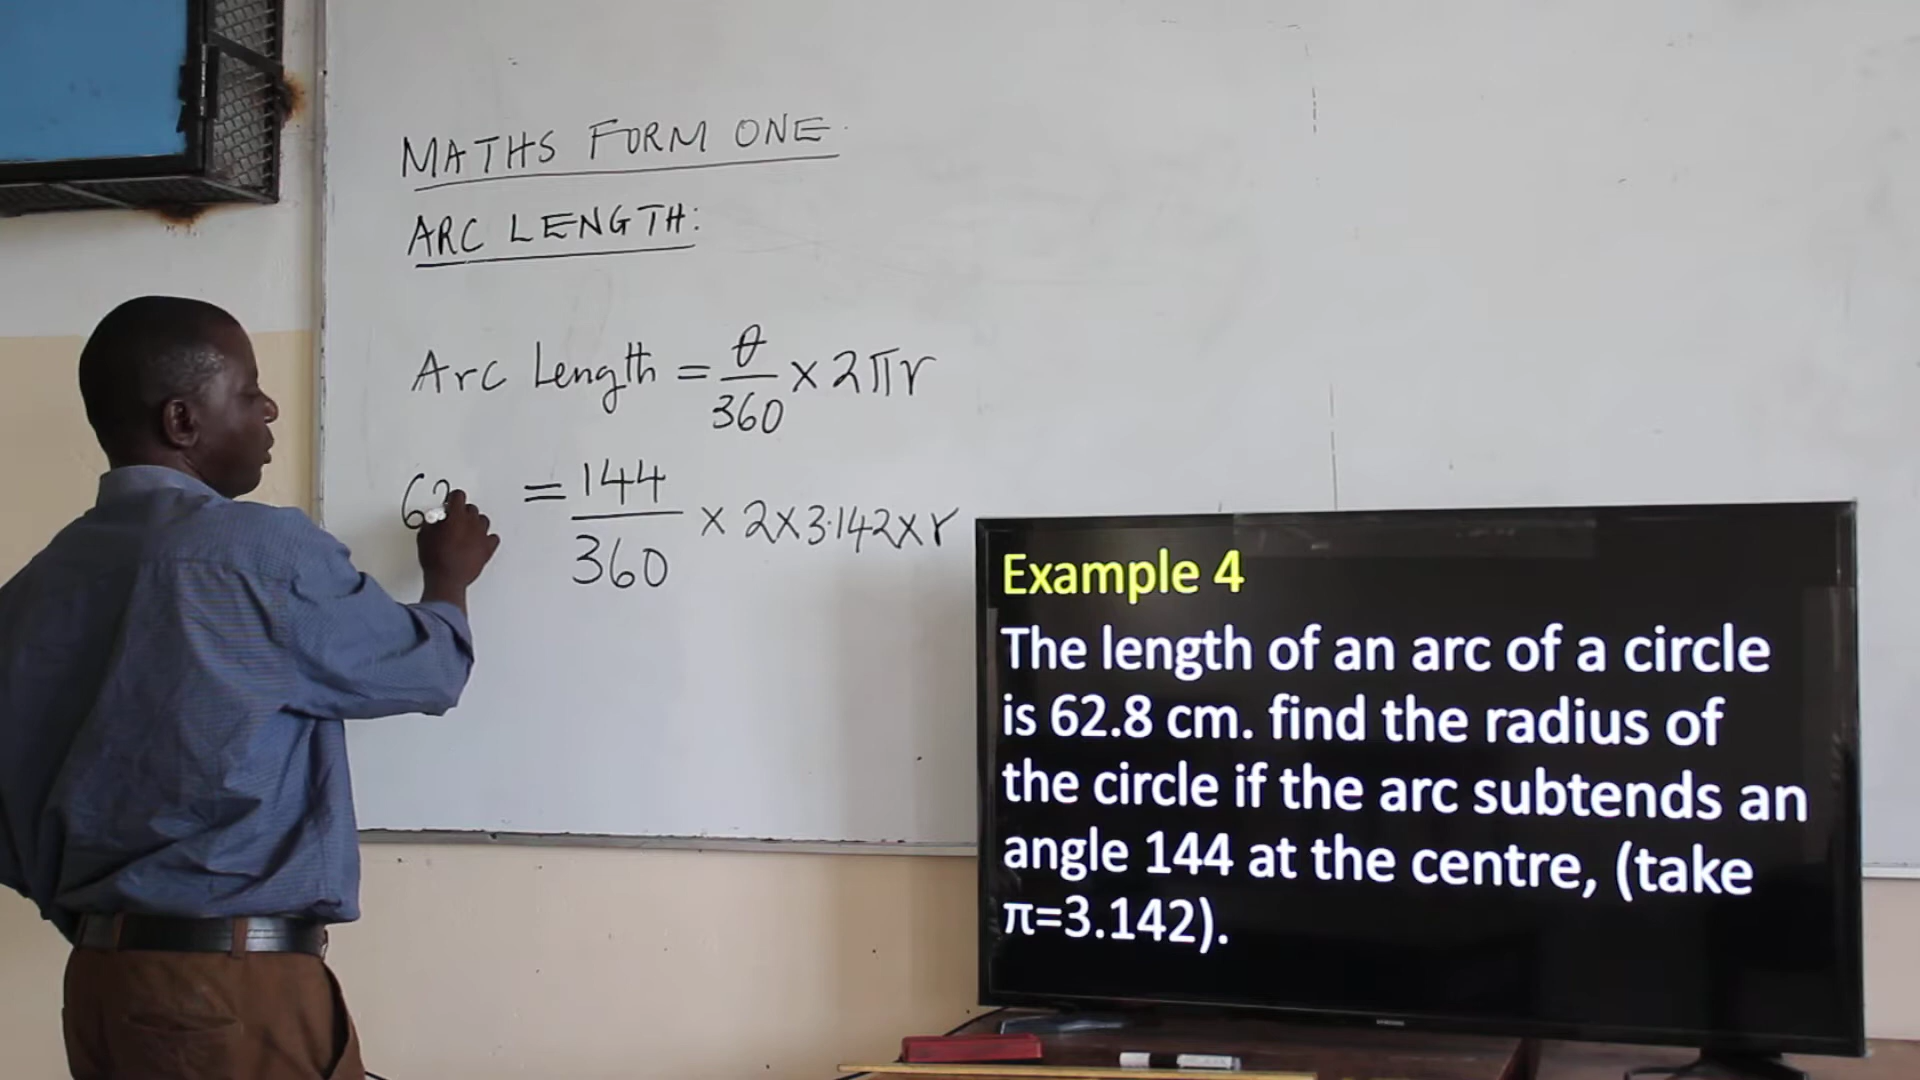 MATHS FORM ONE
ARC LENGTH:
Arc Length = θ/360 × 2πr
62 = 144/360 × 2×3.142×r
Example 4
The length of an arc of a circle
is 62.8 cm. find the radius of
the circle if the arc subtends an
angle 144 at the centre, (take
π=3.142).
SAMSUNG